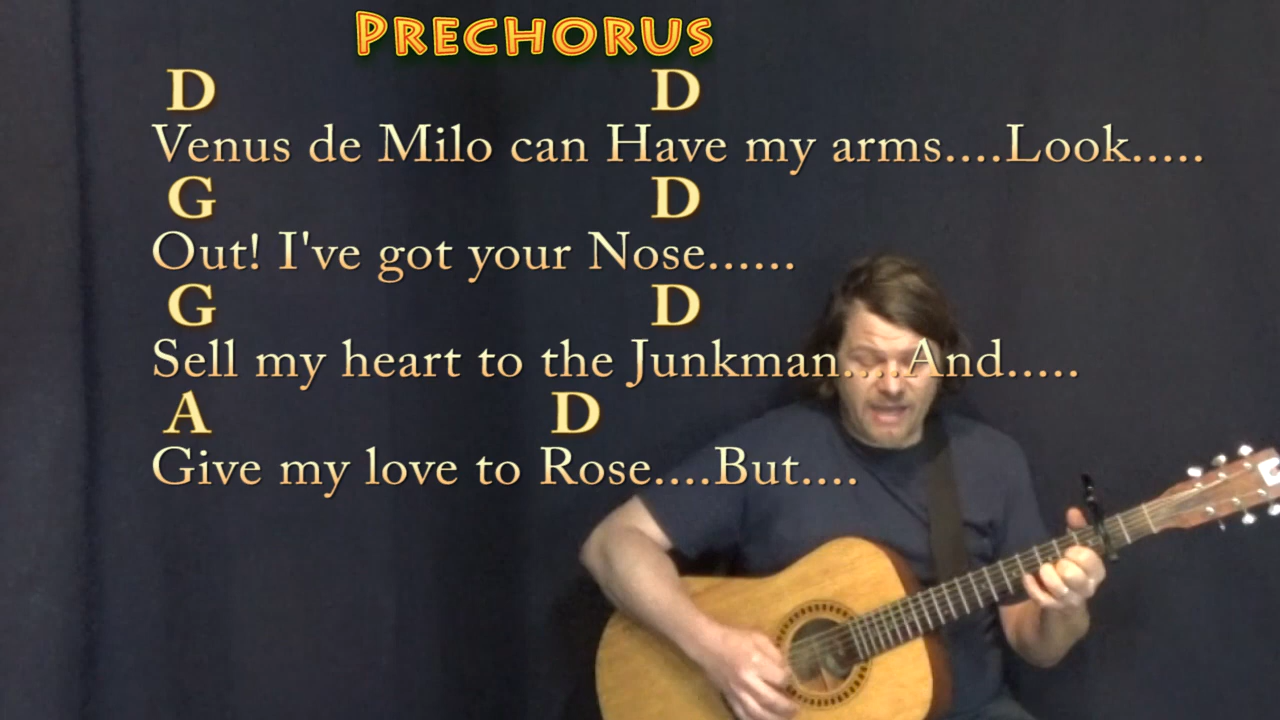 PRECHORUS
D D
Venus de Milo can Have my arms....Look.....
G D
Out! I've got your Nose......
G D
Sell my heart to the Junkman....And.....
A D
Give my love to Rose....But....